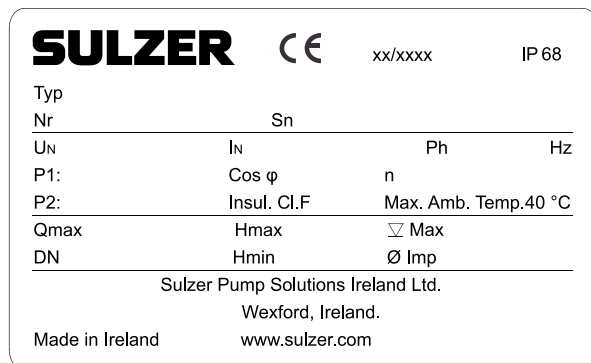 SULZER CE xx/xxxx IP 68
Typ
Nr Sn
UN IN Ph Hz
P1: Cos φ n
P2: Insul. Cl.F Max. Amb. Temp.40 °C
Qmax Hmax ▽ Max
DN Hmin Ø Imp
Sulzer Pump Solutions Ireland Ltd.
Wexford, Ireland.
Made in Ireland www.sulzer.com